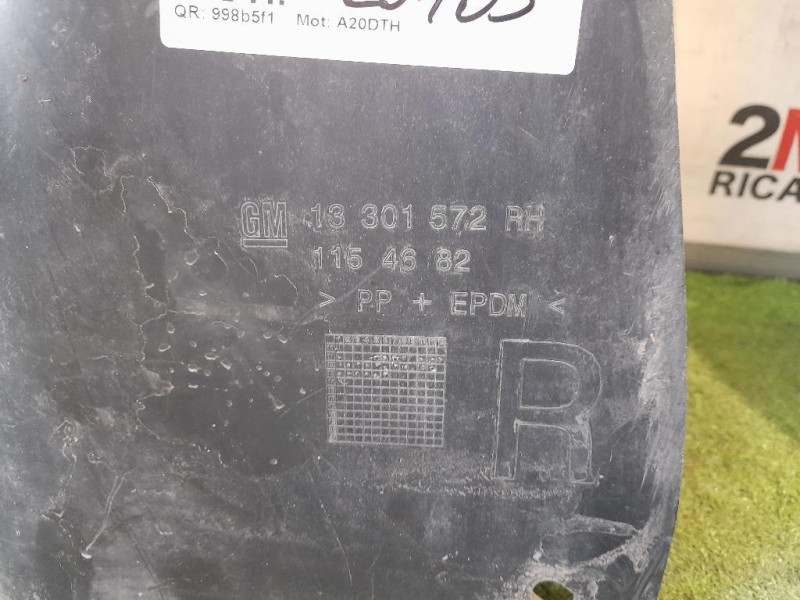 QR: 998b5f1 Mot: A20DTH
2M
RICA
GM 13 301 572 RH
115 46 82
> PP + EPDM <
R